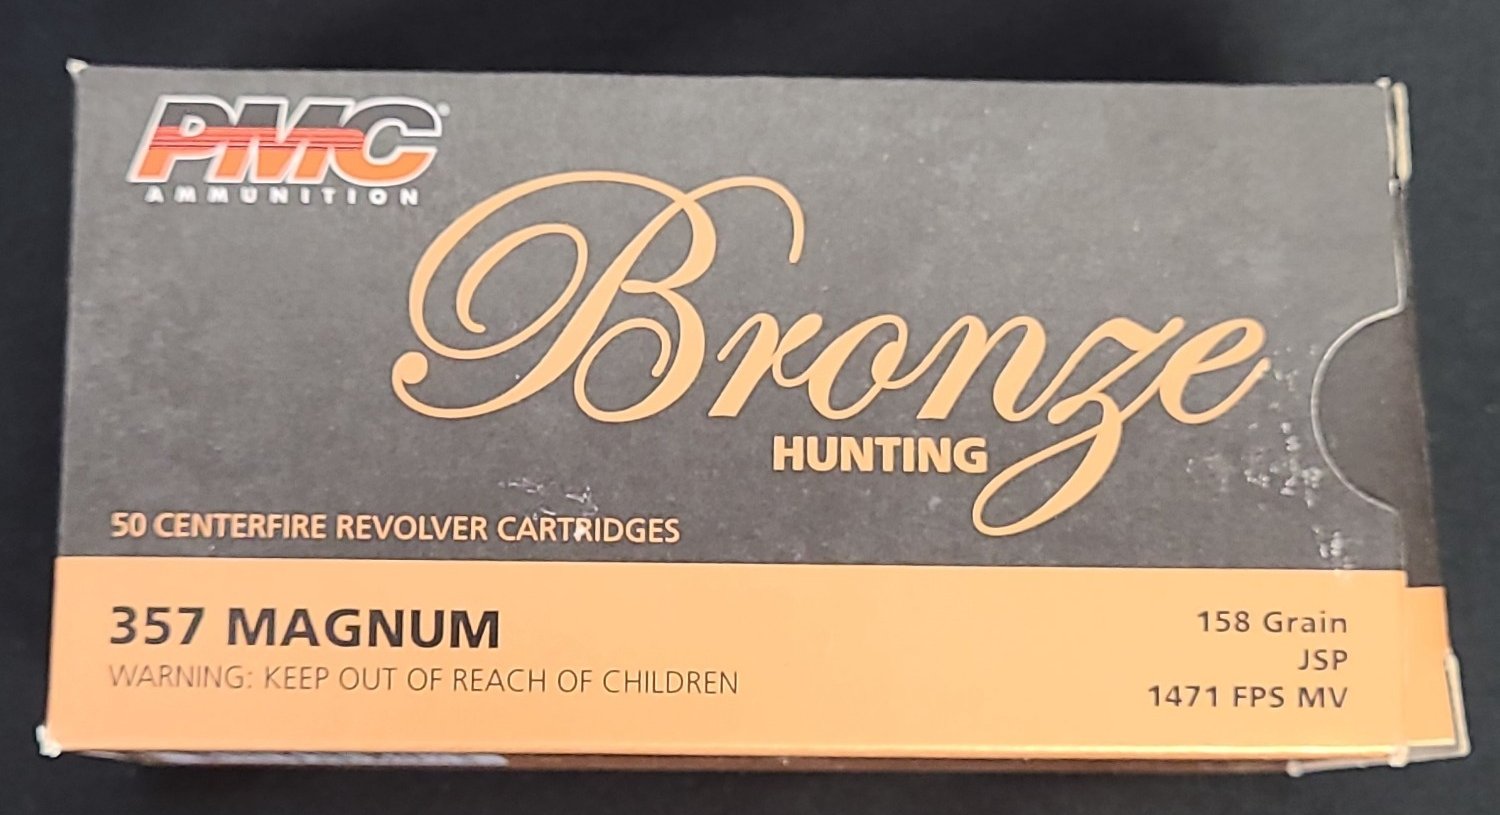 PMC®
AMMUNITION
Bronze
HUNTING
50 CENTERFIRE REVOLVER CARTRIDGES
357 MAGNUM
WARNING: KEEP OUT OF REACH OF CHILDREN
158 Grain
JSP
1471 FPS MV